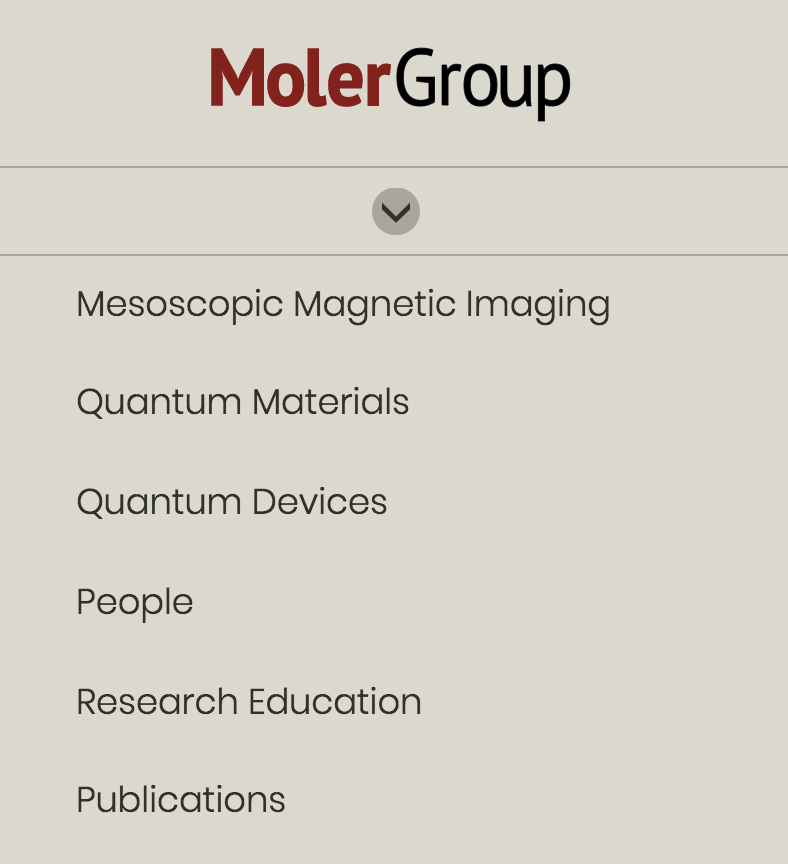 MolerGroup
Mesoscopic Magnetic Imaging
Quantum Materials
Quantum Devices
People
Research Education
Publications